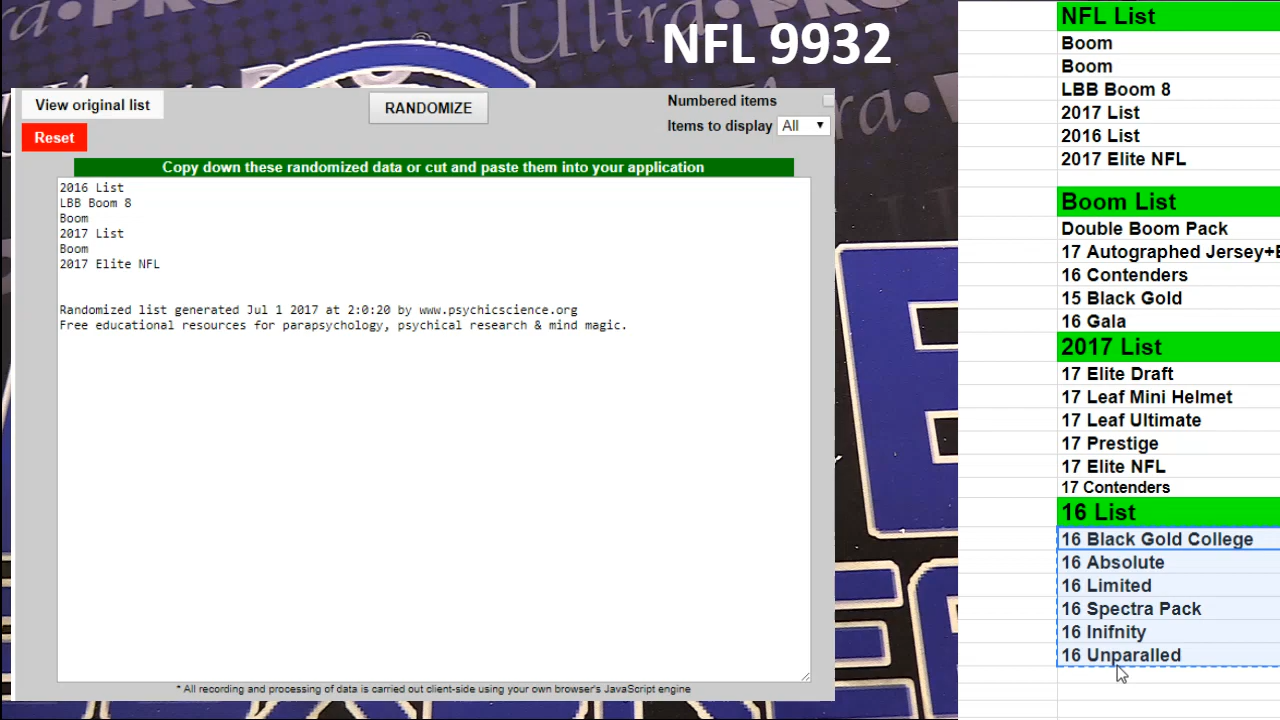 Ultra PRO
NFL 9932
View original list
RANDOMIZE
Numbered items
Items to display All
Reset
Copy down these randomized data or cut and paste them into your application
2016 List
LBB Boom 8
Boom
2017 List
Boom
2017 Elite NFL
Randomized list generated Jul 1 2017 at 2:0:20 by www.psychicscience.org
Free educational resources for parapsychology, psychical research & mind magic.
* All recording and processing of data is carried out client-side using your own browser's JavaScript engine
NFL List
Boom
Boom
LBB Boom 8
2017 List
2016 List
2017 Elite NFL
Boom List
Double Boom Pack
17 Autographed Jersey+
16 Contenders
15 Black Gold
16 Gala
2017 List
17 Elite Draft
17 Leaf Mini Helmet
17 Leaf Ultimate
17 Prestige
17 Elite NFL
17 Contenders
16 List
16 Black Gold College
16 Absolute
16 Limited
16 Spectra Pack
16 Inifnity
16 Unparalled